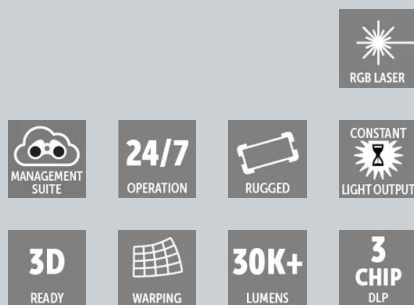 RGB LASER
MANAGEMENT
SUITE
24/7
OPERATION
RUGGED
CONSTANT
LIGHT OUTPUT
3D
READY
WARPING
30K+
LUMENS
3
CHIP
DLP